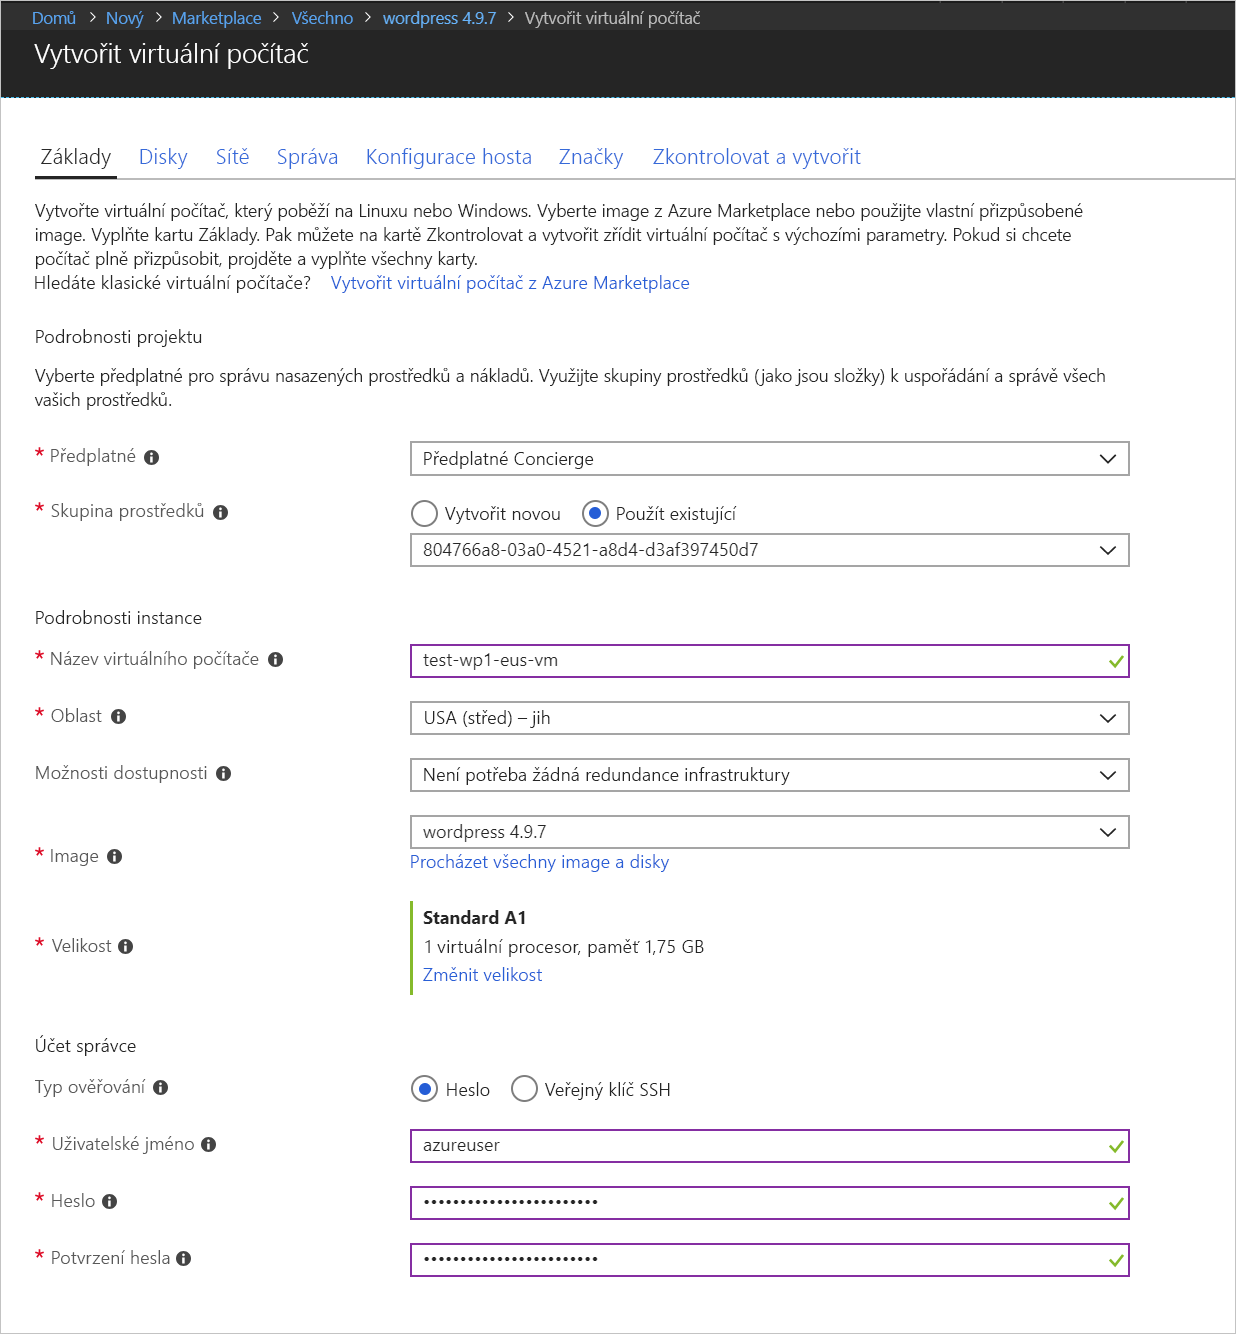 Domů > Nový > Marketplace > Všechno > wordpress 4.9.7 > Vytvořit virtuální počítač
Vytvořit virtuální počítač
Základy Disky Sítě Správa Konfigurace hosta Značky Zkontrolovat a vytvořit
Vytvořte virtuální počítač, který poběží na Linuxu nebo Windows. Vyberte image z Azure Marketplace nebo použijte vlastní přizpůsobené
image. Vyplňte kartu Základy. Pak můžete na kartě Zkontrolovat a vytvořit zřídit virtuální počítač s výchozími parametry. Pokud si chcete
počítač plně přizpůsobit, projděte a vyplňte všechny karty.
Hledáte klasické virtuální počítače? Vytvořit virtuální počítač z Azure Marketplace
Podrobnosti projektu
Vyberte předplatné pro správu nasazených prostředků a nákladů. Využijte skupiny prostředků (jako jsou složky) k uspořádání a správě všech
vašich prostředků.
* Předplatné Předplatné Concierge
* Skupina prostředků Vytvořit novou Použít existující
804766a8-03a0-4521-a8d4-d3af397450d7
Podrobnosti instance
* Název virtuálního počítače test-wp1-eus-vm
* Oblast USA (střed) – jih
Možnosti dostupnosti Není potřeba žádná redundance infrastruktury
* Image wordpress 4.9.7
Procházet všechny image a disky
* Velikost Standard A1
1 virtuální procesor, paměť 1,75 GB
Změnit velikost
Účet správce
Typ ověřování Heslo Veřejný klíč SSH
* Uživatelské jméno azureuser
* Heslo ••••••••••••••••••••••••
* Potvrzení hesla ••••••••••••••••••••••••